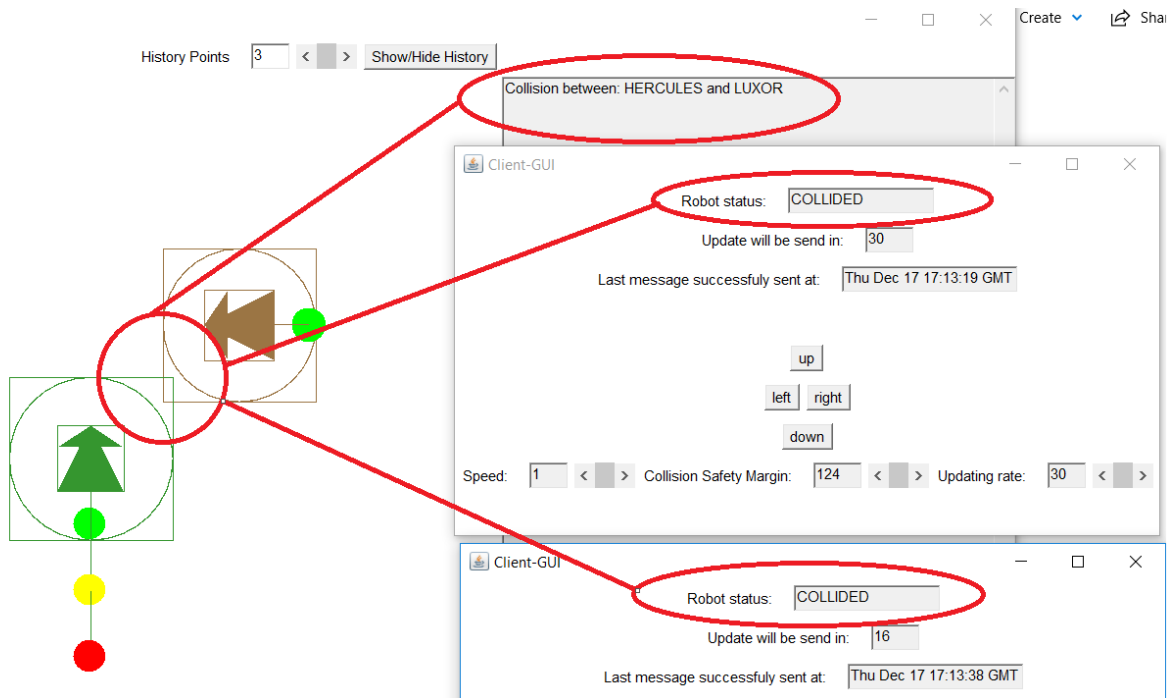 Create
Shar
History Points 3 Show/Hide History
Collision between: HERCULES and LUXOR
Client-GUI
Robot status: COLLIDED
Update will be send in: 30
Last message successfuly sent at: Thu Dec 17 17:13:19 GMT
up
left right
down
Speed: 1 Collision Safety Margin: 124 Updating rate: 30
Client-GUI
Robot status: COLLIDED
Update will be send in: 16
Last message successfuly sent at: Thu Dec 17 17:13:38 GMT